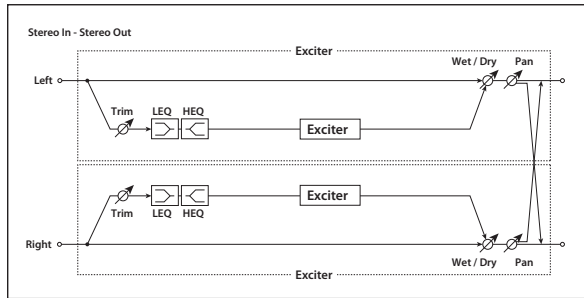 Stereo In - Stereo Out
Exciter
Wet / Dry Pan
Left
Trim LEQ HEQ
Exciter
Exciter
Trim LEQ HEQ
Right
Wet / Dry Pan
Exciter